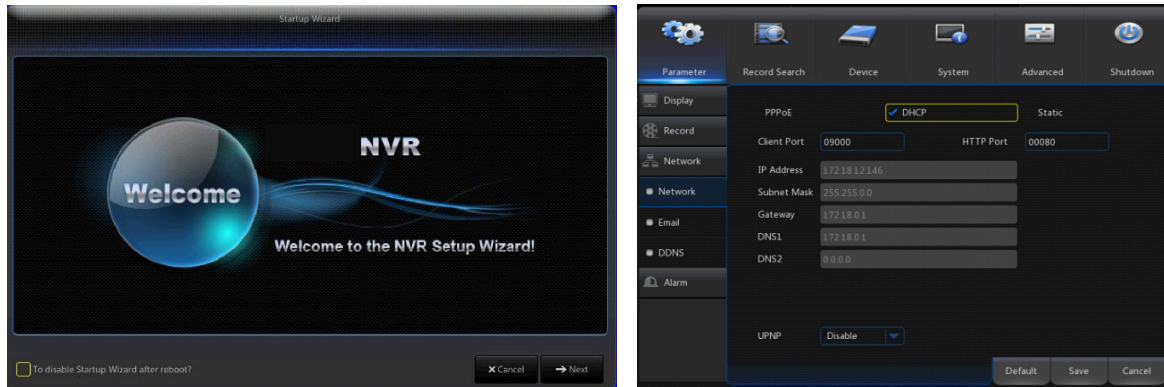 Startup Wizard
NVR
Welcome
Welcome to the NVR Setup Wizard!
To disable Startup Wizard after reboot?
Cancel
Next
Parameter Record Search Device System Advanced Shutdown
Display
Record
Network
Network
Email
DDNS
Alarm
PPPoE DHCP Static
Client Port 09000 HTTP Port 00080
IP Address 172.18.12.146
Subnet Mask 255.255.0.0
Gateway 172.18.0.1
DNS1 172.18.0.1
DNS2 0.0.0.0
UPNP Disable
Default Save Cancel